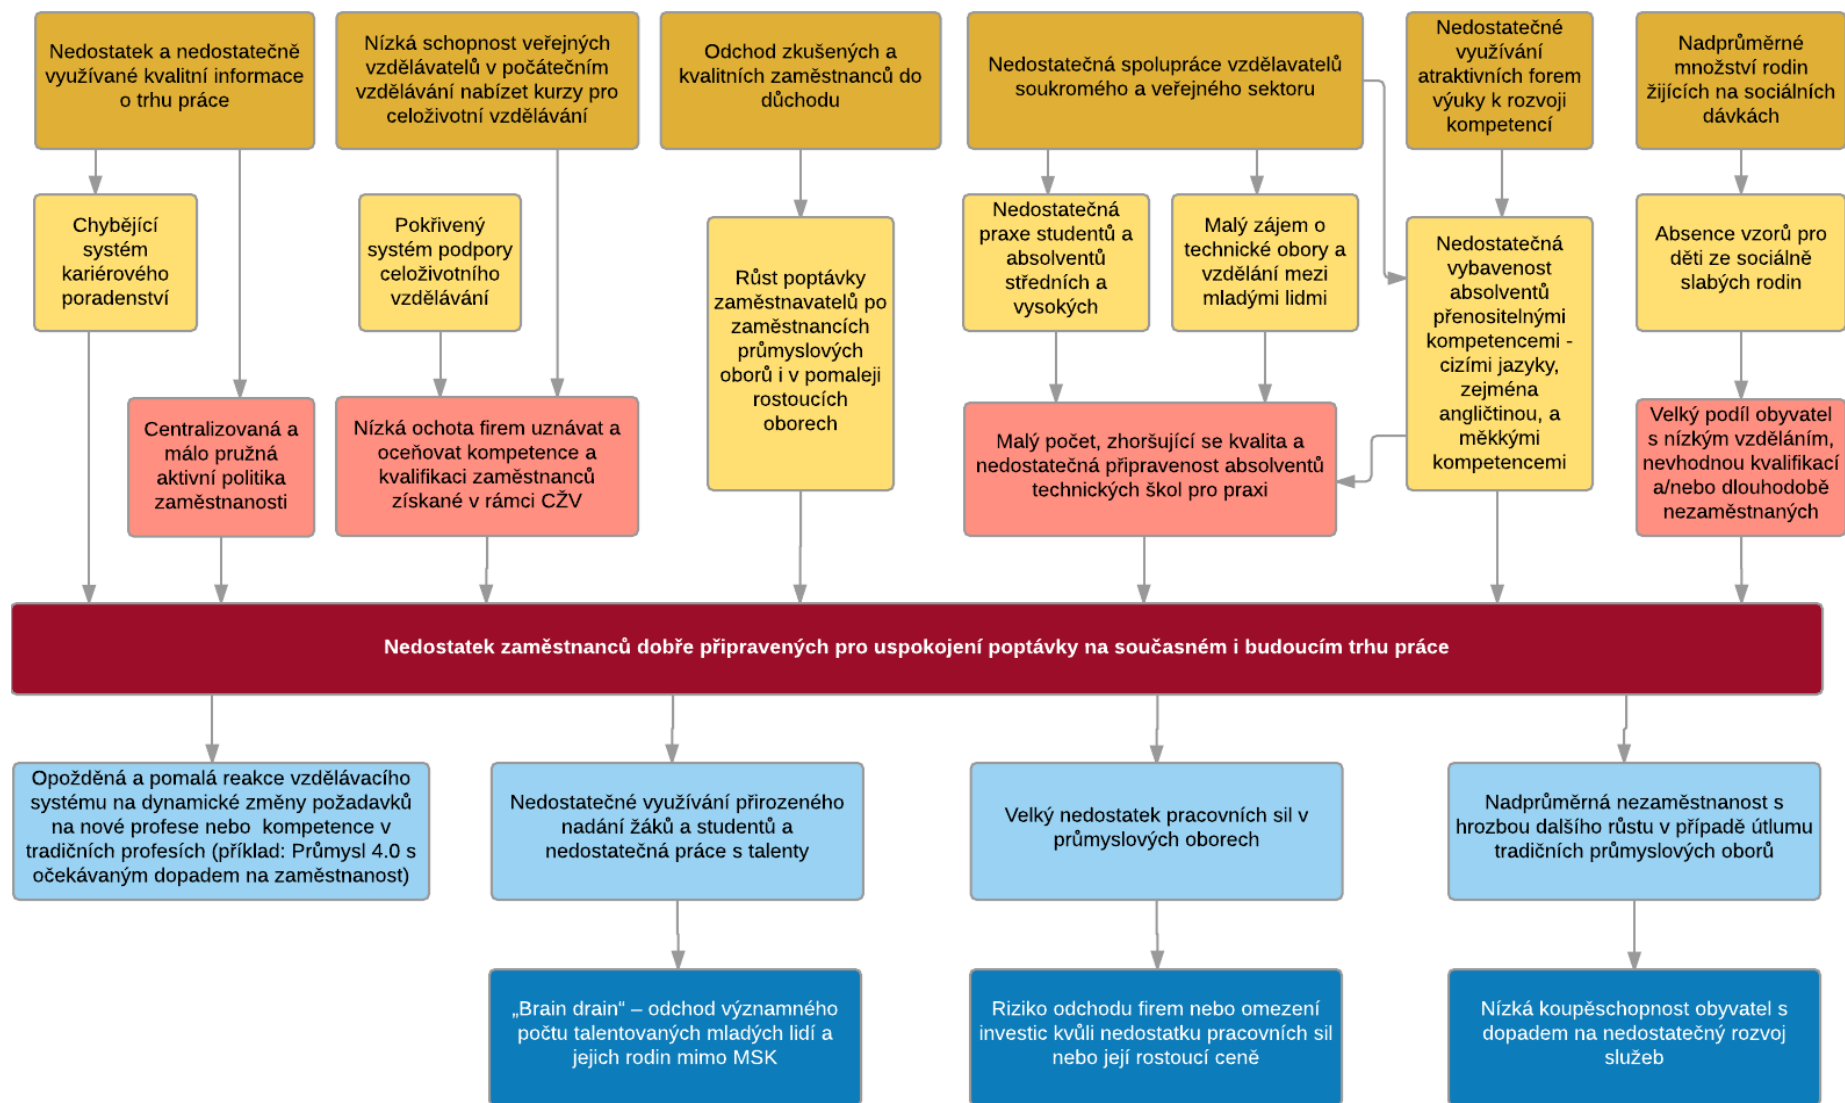 Nedostatek a nedostatečně
využívané kvalitní informace
o trhu práce
Nízká schopnost veřejných
vzdělávatelů v počátečním
vzdělávání nabízet kurzy pro
celoživotní vzdělávání
Odchod zkušených a
kvalitních zaměstnanců do
důchodu
Nedostatečná spolupráce vzdělavatelů
soukromého a veřejného sektoru
Nedostatečné
využívání
atraktivních forem
výuky k rozvoji
kompetencí
Nadprůměrné
množství rodin
žijících na sociálních
dávkách
Chybějící
systém
kariérového
poradenství
Pokřivený
systém podpory
celoživotního
vzdělávání
Růst poptávky
zaměstnavatelů po
zaměstnancích
průmyslových
oborů i v pomaleji
rostoucích
oborech
Nedostatečná
praxe studentů a
absolventů
středních a
vysokých
Malý zájem o
technické obory a
vzdělání mezi
mladými lidmi
Nedostatečná
vybavenost
absolventů
přenositelnými
kompetencemi -
cizími jazyky,
zejména
angličtinou, a
měkkými
kompetencemi
Absence vzorů pro
děti ze sociálně
slabých rodin
Centralizovaná a
málo pružná
aktivní politika
zaměstnanosti
Nízká ochota firem uznávat a
oceňovat kompetence a
kvalifikaci zaměstnanců
získané v rámci CŽV
Malý počet, zhoršující se kvalita a
nedostatečná připravenost absolventů
technických škol pro praxi
Velký podíl obyvatel
s nízkým vzděláním,
nevhodnou kvalifikací
a/nebo dlouhodobě
nezaměstnaných
Nedostatek zaměstnanců dobře připravených pro uspokojení poptávky na současném i budoucím trhu práce
Opožděná a pomalá reakce vzdělávacího
systému na dynamické změny požadavků
na nové profese nebo kompetence v
tradičních profesích (příklad: Průmysl 4.0 s
očekávaným dopadem na zaměstnanost)
Nedostatečné využívání přirozeného
nadání žáků a studentů a
nedostatečná práce s talenty
Velký nedostatek pracovních sil v
průmyslových oborech
Nadprůměrná nezaměstnanost s
hrozbou dalšího růstu v případě útlumu
tradičních průmyslových oborů
„Brain drain“ – odchod významného
počtu talentovaných mladých lidí a
jejich rodin mimo MSK
Riziko odchodu firem nebo omezení
investic kvůli nedostatku pracovních sil
nebo její rostoucí ceně
Nízká koupěschopnost obyvatel s
dopadem na nedostatečný rozvoj
služeb